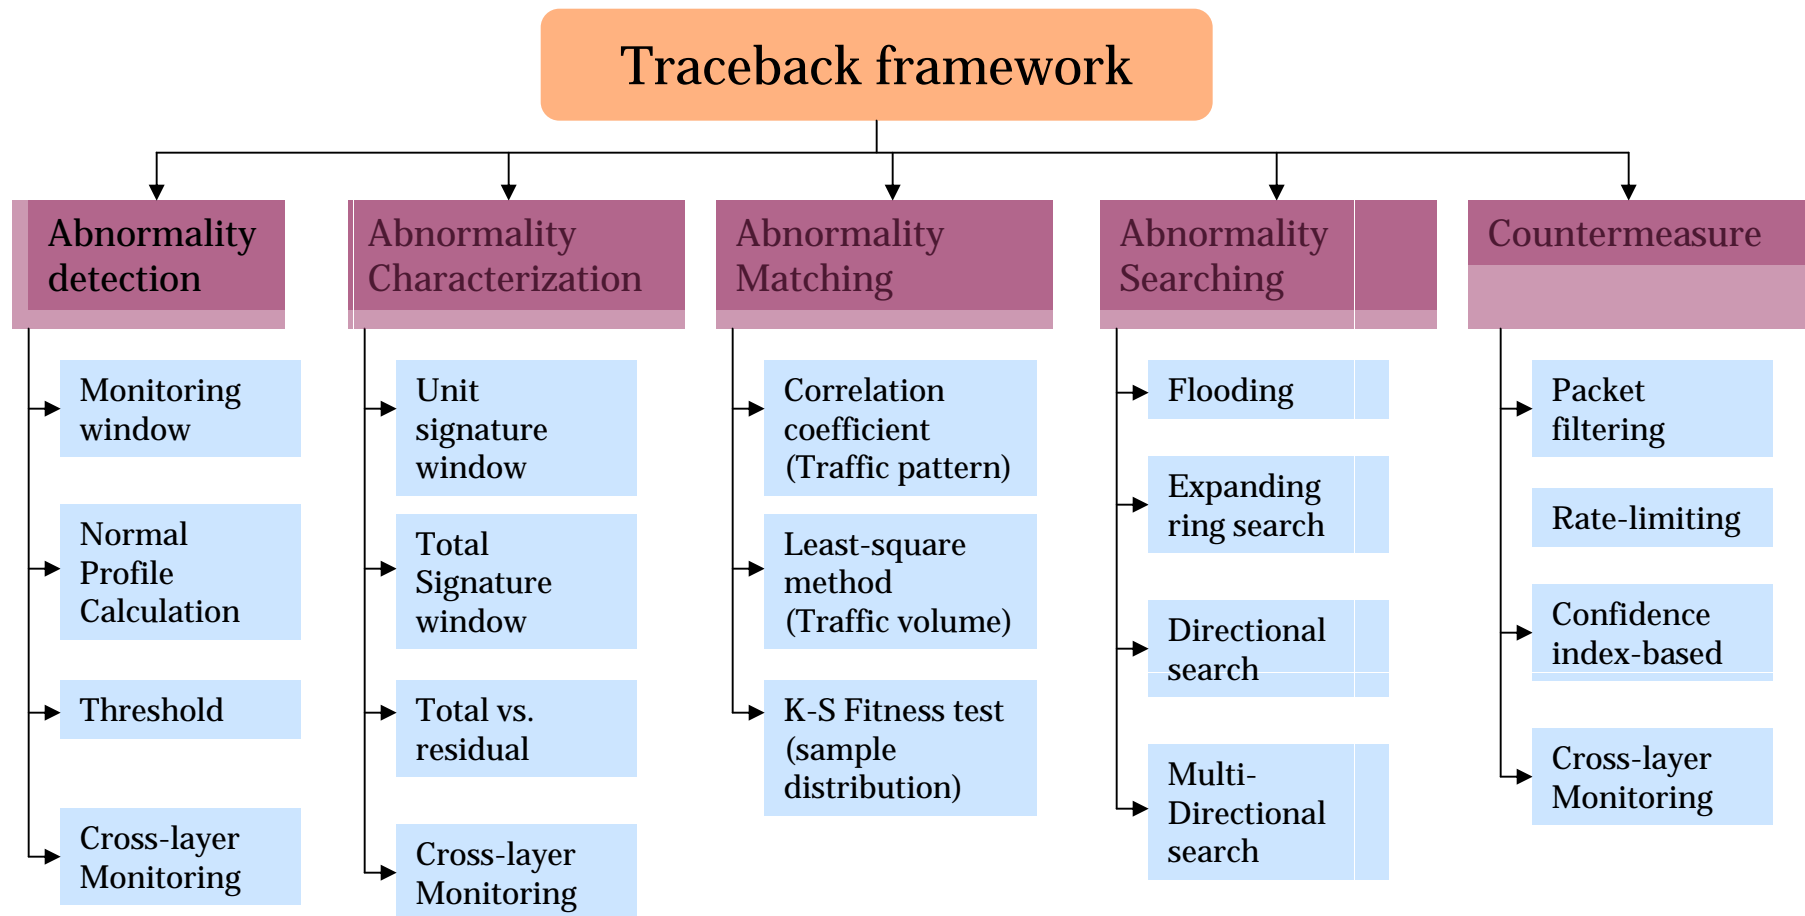 Traceback framework
Abnormality
detection
Monitoring
window
Normal
Profile
Calculation
Threshold
Cross-layer
Monitoring
Abnormality
Characterization
Unit
signature
window
Total
Signature
window
Total vs.
residual
Cross-layer
Monitoring
Abnormality
Matching
Correlation
coefficient
(Traffic pattern)
Least-square
method
(Traffic volume)
K-S Fitness test
(sample
distribution)
Abnormality
Searching
Flooding
Expanding
ring search
Directional
search
Multi-
Directional
search
Countermeasure
Packet
filtering
Rate-limiting
Confidence
index-based
Cross-layer
Monitoring